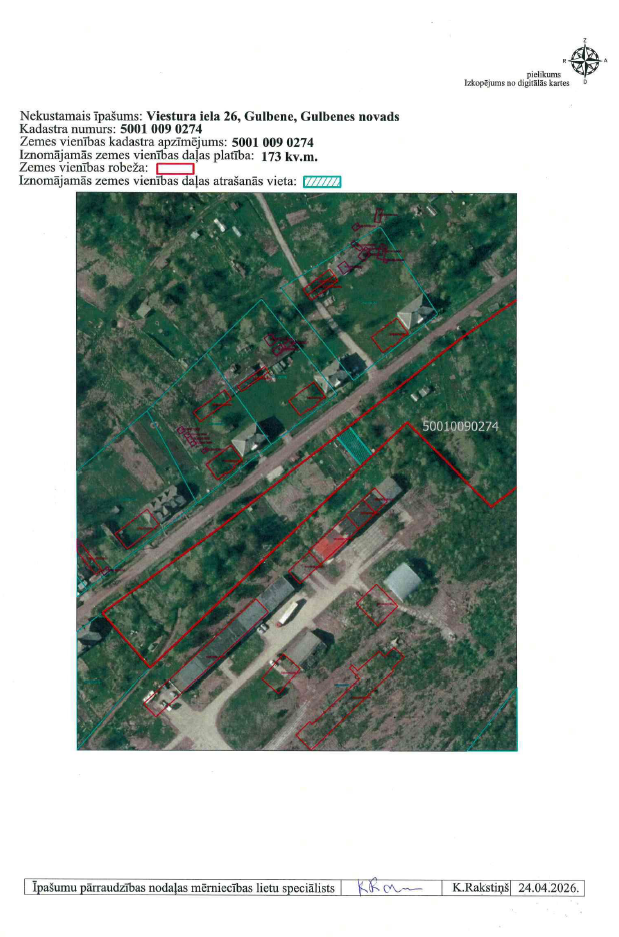 Z
R A
D
pielikums
Izkopējums no digitālās kartes
Nekustamais īpašums: Viestura iela 26, Gulbene, Gulbenes novads
Kadastra numurs: 5001 009 0274
Zemes vienības kadastra apzīmējums: 5001 009 0274
Iznomājamās zemes vienības daļas platība: 173 kv.m.
Zemes vienības robeža:
Iznomājamās zemes vienības daļas atrašanās vieta:
50010090274
Īpašumu pārraudzības nodaļas mērniecības lietu speciālists K.Rakstiņš 24.04.2026.